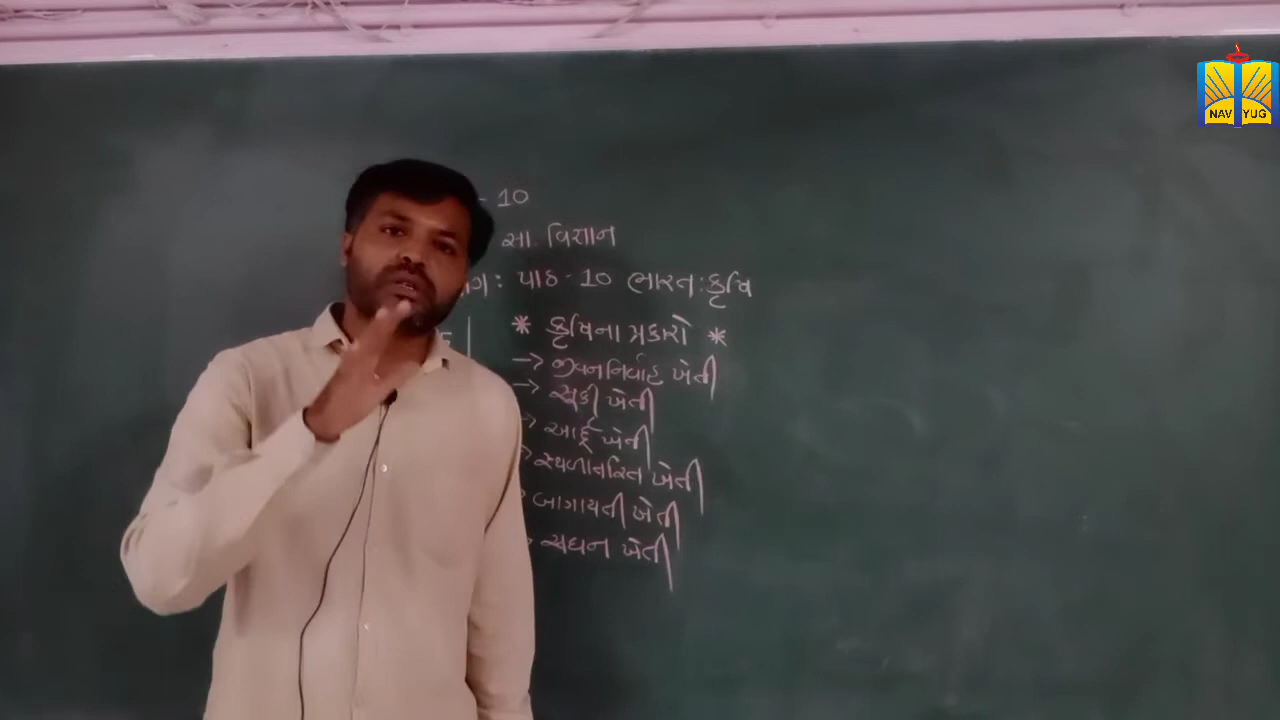 - 10
સા. વિજ્ઞાન
પાઠ - 10 ભારત : કૃષિ
* કૃષિના પ્રકારો *
→ જીવનનિર્વાહ ખેતી
→ સૂકી ખેતી
→ આર્દ્ર ખેતી
→ સ્થળાંતરિત ખેતી
બાગાયતી ખેતી
સઘન ખેતી
NAV YUG